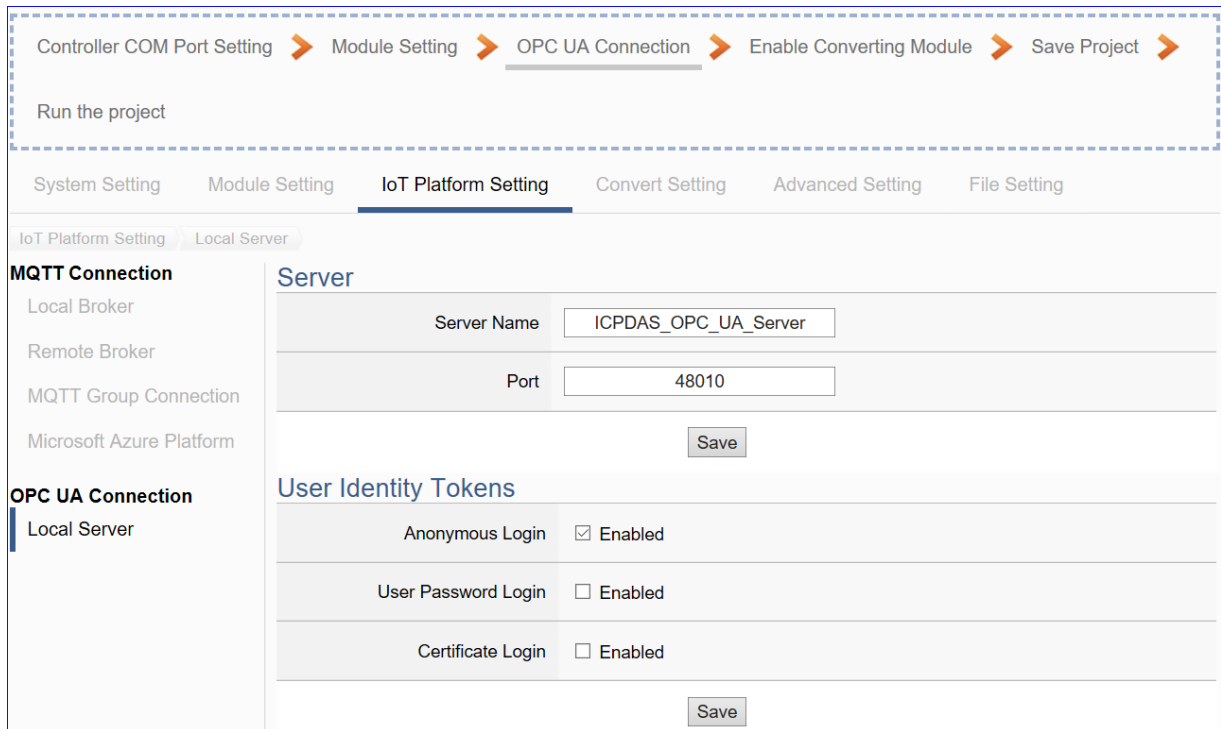 Controller COM Port Setting Module Setting OPC UA Connection Enable Converting Module Save Project
Run the project
System Setting Module Setting IoT Platform Setting Convert Setting Advanced Setting File Setting
IoT Platform Setting Local Server
MQTT Connection
Local Broker
Remote Broker
MQTT Group Connection
Microsoft Azure Platform
OPC UA Connection
Local Server
Server
Server Name ICPDAS_OPC_UA_Server
Port 48010
Save
User Identity Tokens
Anonymous Login Enabled
User Password Login Enabled
Certificate Login Enabled
Save